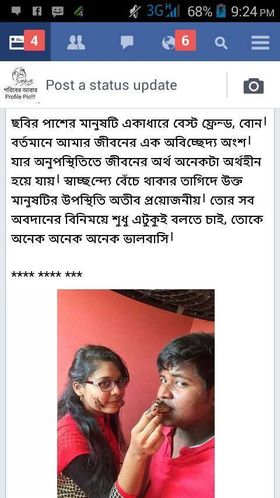 3G 68% 9:24 PM
4 6
গরিবের আবার
Profile Pic!!!
Post a status update
ছবির পাশের মানুষটি একাধারে বেস্ট ফ্রেন্ড, বোন।
বর্তমানে আমার জীবনের এক অবিচ্ছেদ্য অংশ।
যার অনুপস্থিতিতে জীবনের অর্থ অনেকটা অর্থহীন
হয়ে যায়। স্বাচ্ছন্দ্যে বেঁচে থাকার তাগিদে উক্ত
মানুষটির উপস্থিতি অতীব প্রয়োজনীয়। তোর সব
অবদানের বিনিময়ে শুধু এটুকুই বলতে চাই, তোকে
অনেক অনেক অনেক ভালবাসি।
**** **** ***